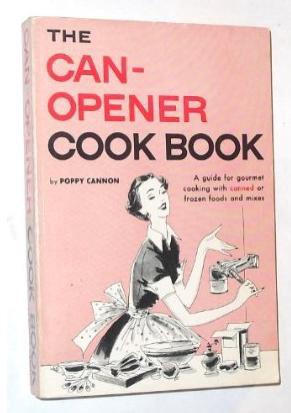 THE
CAN-
OPENER
COOK BOOK
by POPPY CANNON
A guide for gourmet
cooking with canned or
frozen foods and mixes
THE CAN OPENER COOK BOOK